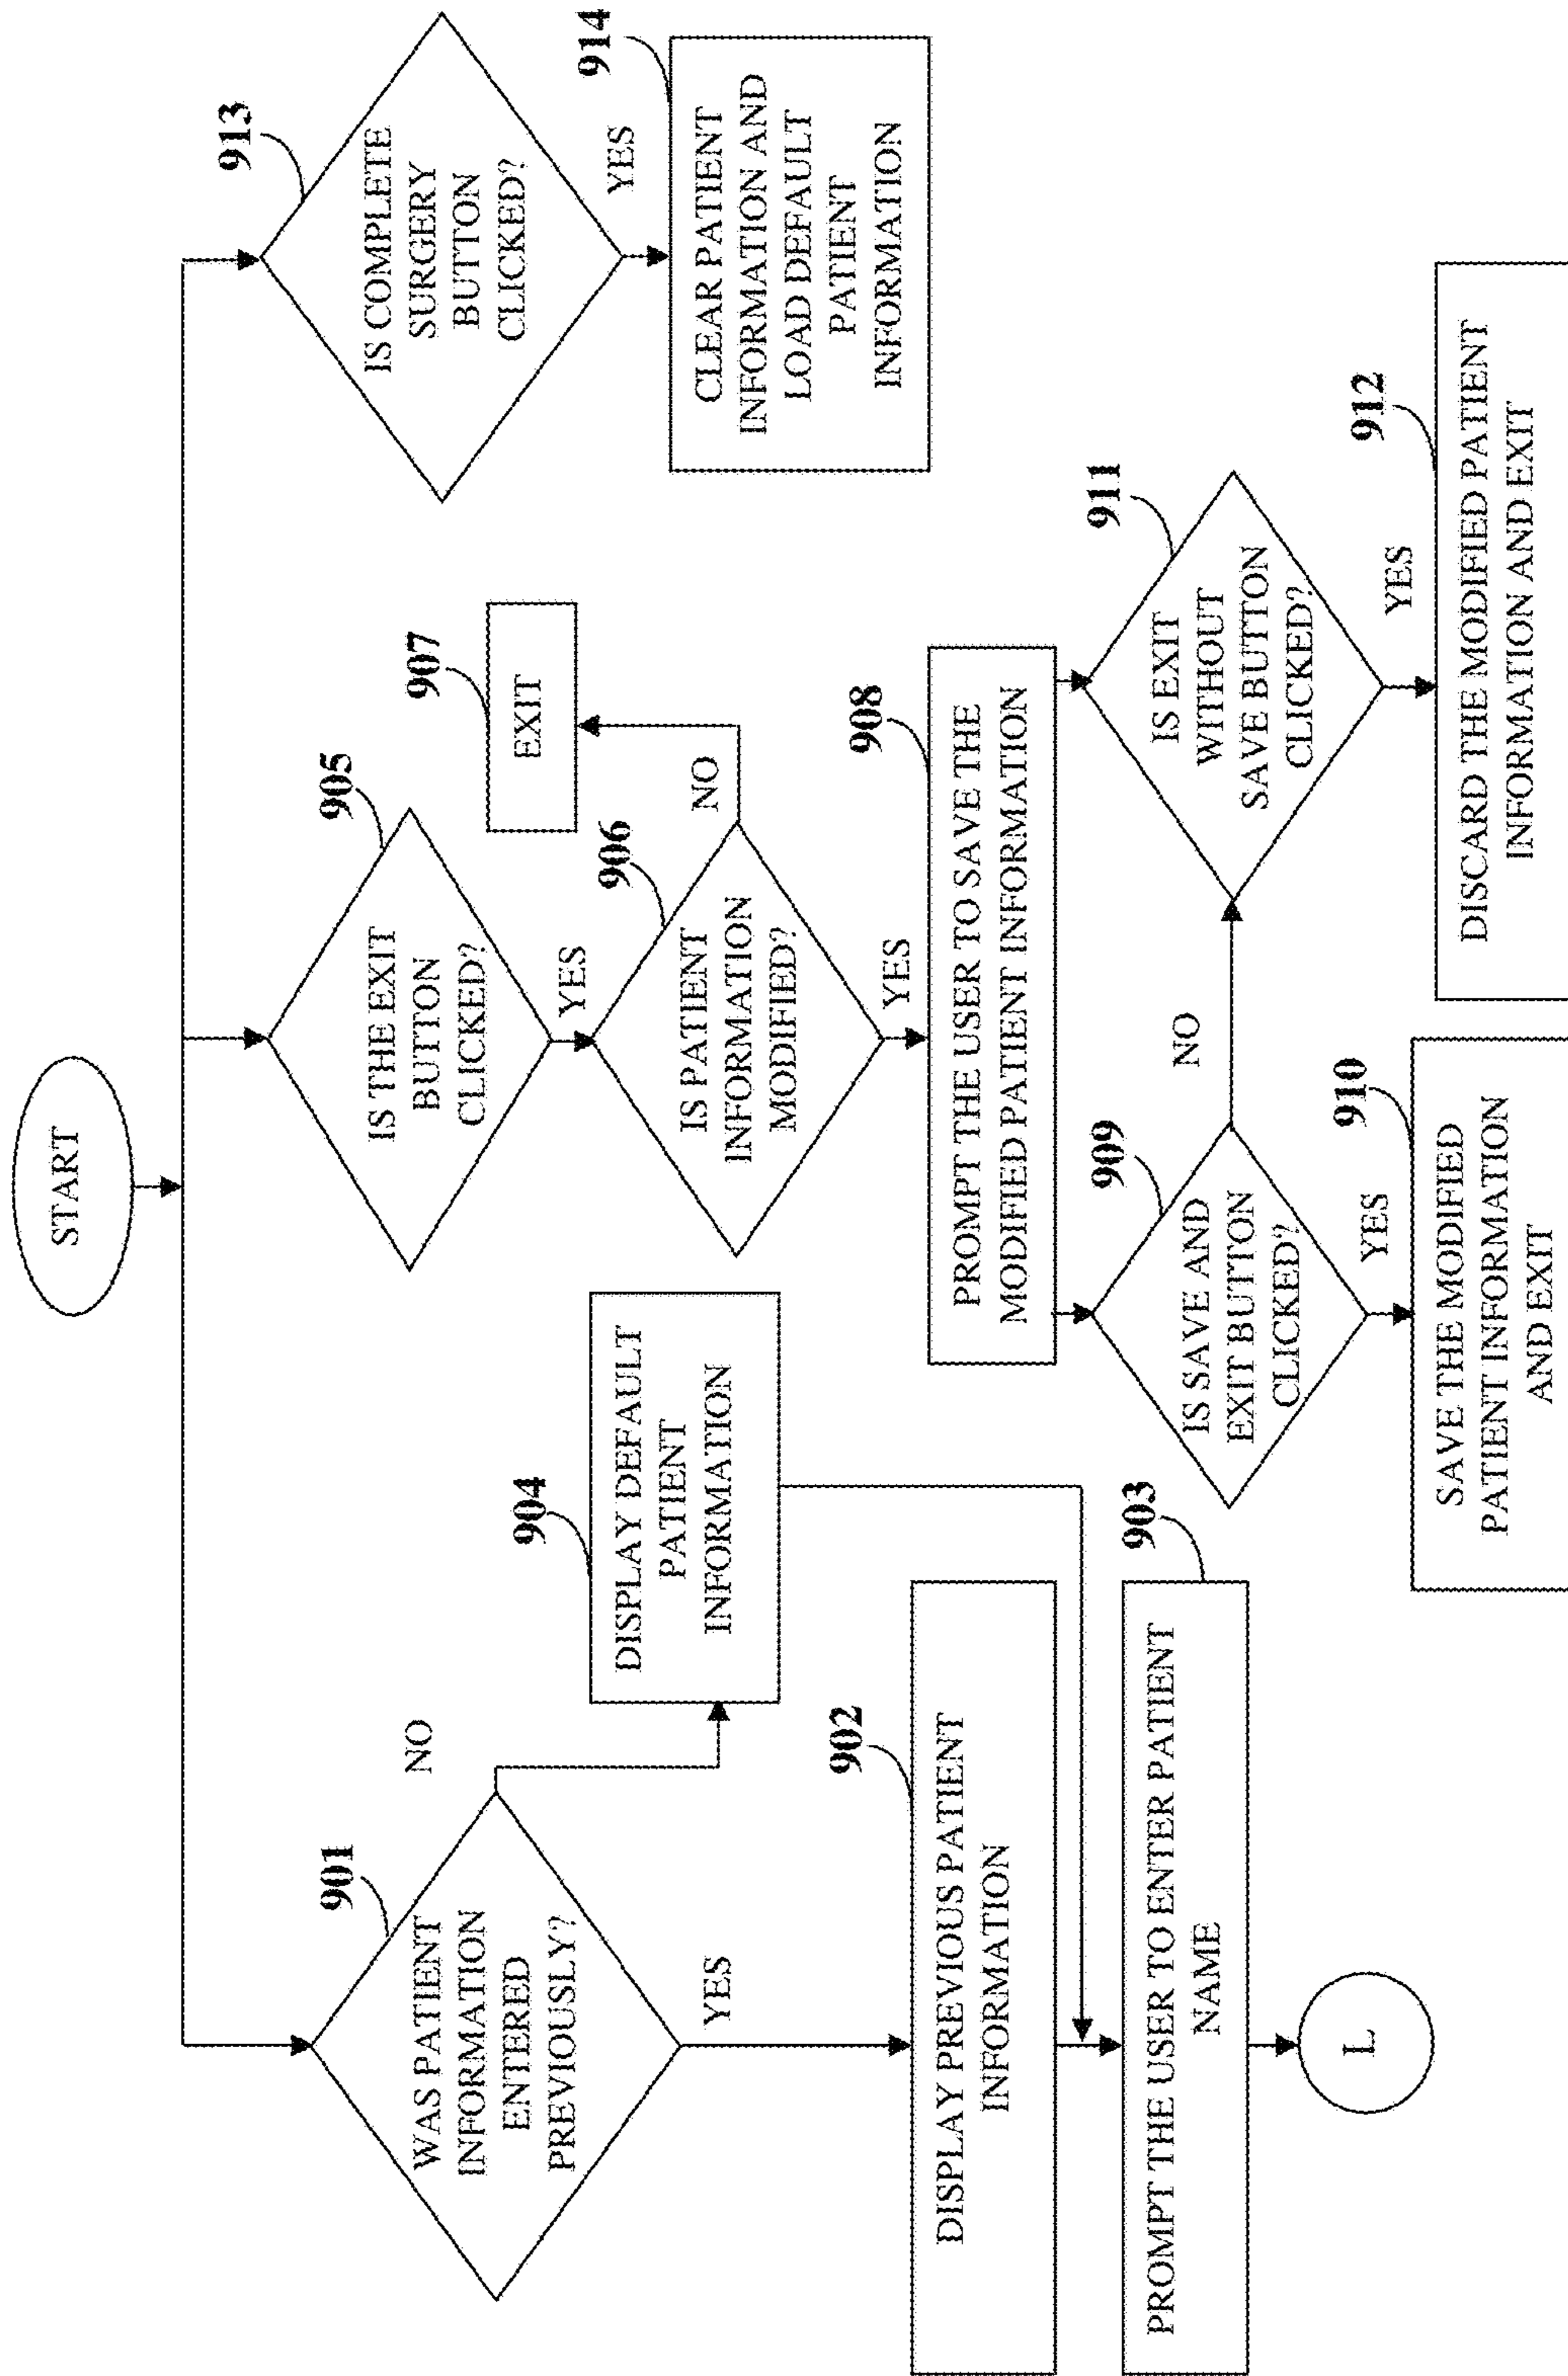 START
901
WAS PATIENT
INFORMATION
ENTERED
PREVIOUSLY?
NO
YES
904
DISPLAY DEFAULT
PATIENT
INFORMATION
902
DISPLAY PREVIOUS PATIENT
INFORMATION
903
PROMPT THE USER TO ENTER PATIENT
NAME
L
905
IS THE EXIT
BUTTON
CLICKED?
YES
906
IS PATIENT
INFORMATION
MODIFIED?
NO
907
EXIT
YES
908
PROMPT THE USER TO SAVE THE
MODIFIED PATIENT INFORMATION
909
IS SAVE AND
EXIT BUTTON
CLICKED?
NO
YES
910
SAVE THE MODIFIED
PATIENT INFORMATION
AND EXIT
911
IS EXIT
WITHOUT
SAVE BUTTON
CLICKED?
YES
912
DISCARD THE MODIFIED PATIENT
INFORMATION AND EXIT
913
IS COMPLETE
SURGERY
BUTTON
CLICKED?
YES
914
CLEAR PATIENT
INFORMATION AND
LOAD DEFAULT
PATIENT
INFORMATION